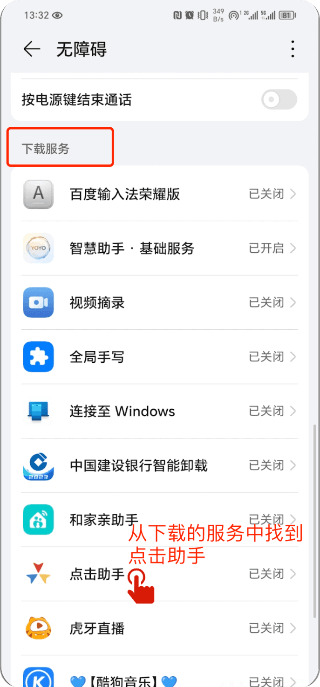 13:32 349 B/s 2G 5G 81
无障碍
按电源键结束通话
下载服务
A 百度输入法荣耀版 已关闭
YOYO 智慧助手·基础服务 已开启
视频摘录 已关闭
全局手写 已关闭
连接至 Windows 已关闭
2023 中国建设银行智能卸载 已关闭
和家亲助手 已关闭
从下载的服务中找到
点击助手
点击助手 已关闭
虎牙直播 已关闭
K 💙【酷狗音乐】💙 已关闭